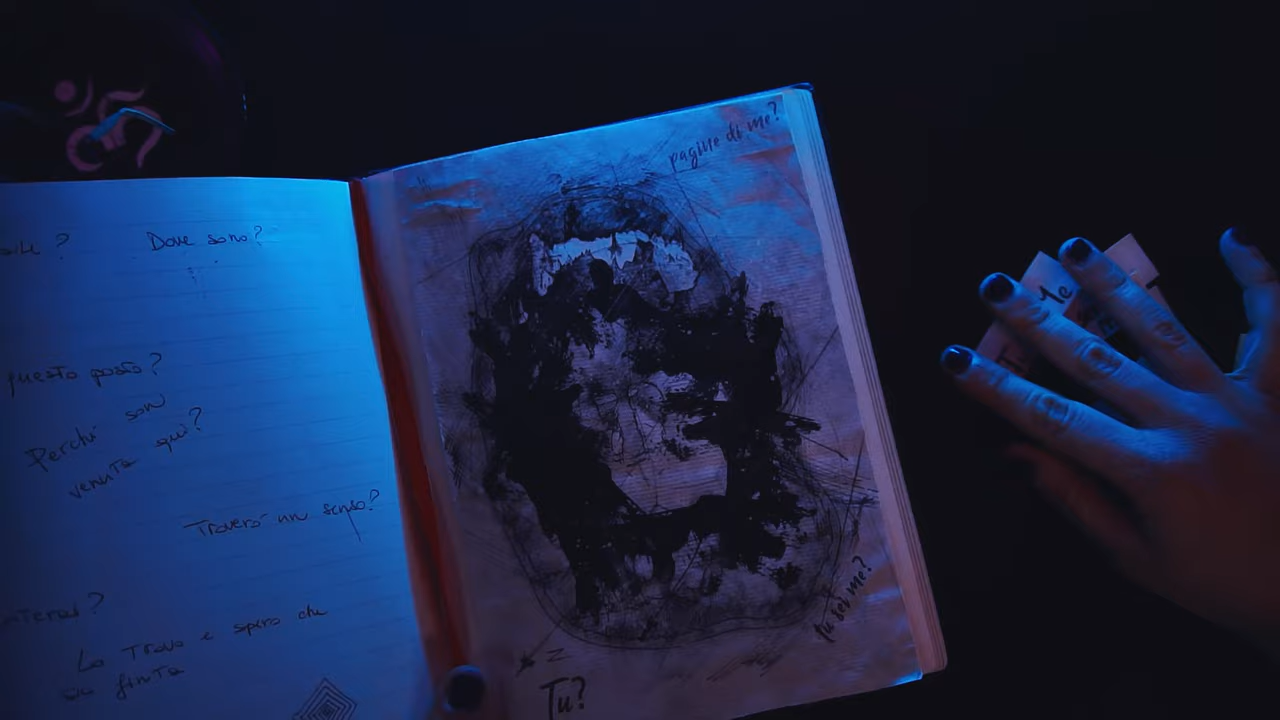 Dove sono?
questo posto?
Perché son
venuta qui?
Troverò un senso?
La Trovo e spero che
sia finita
pagine di me?
Tu sei me?
Tu?
Me